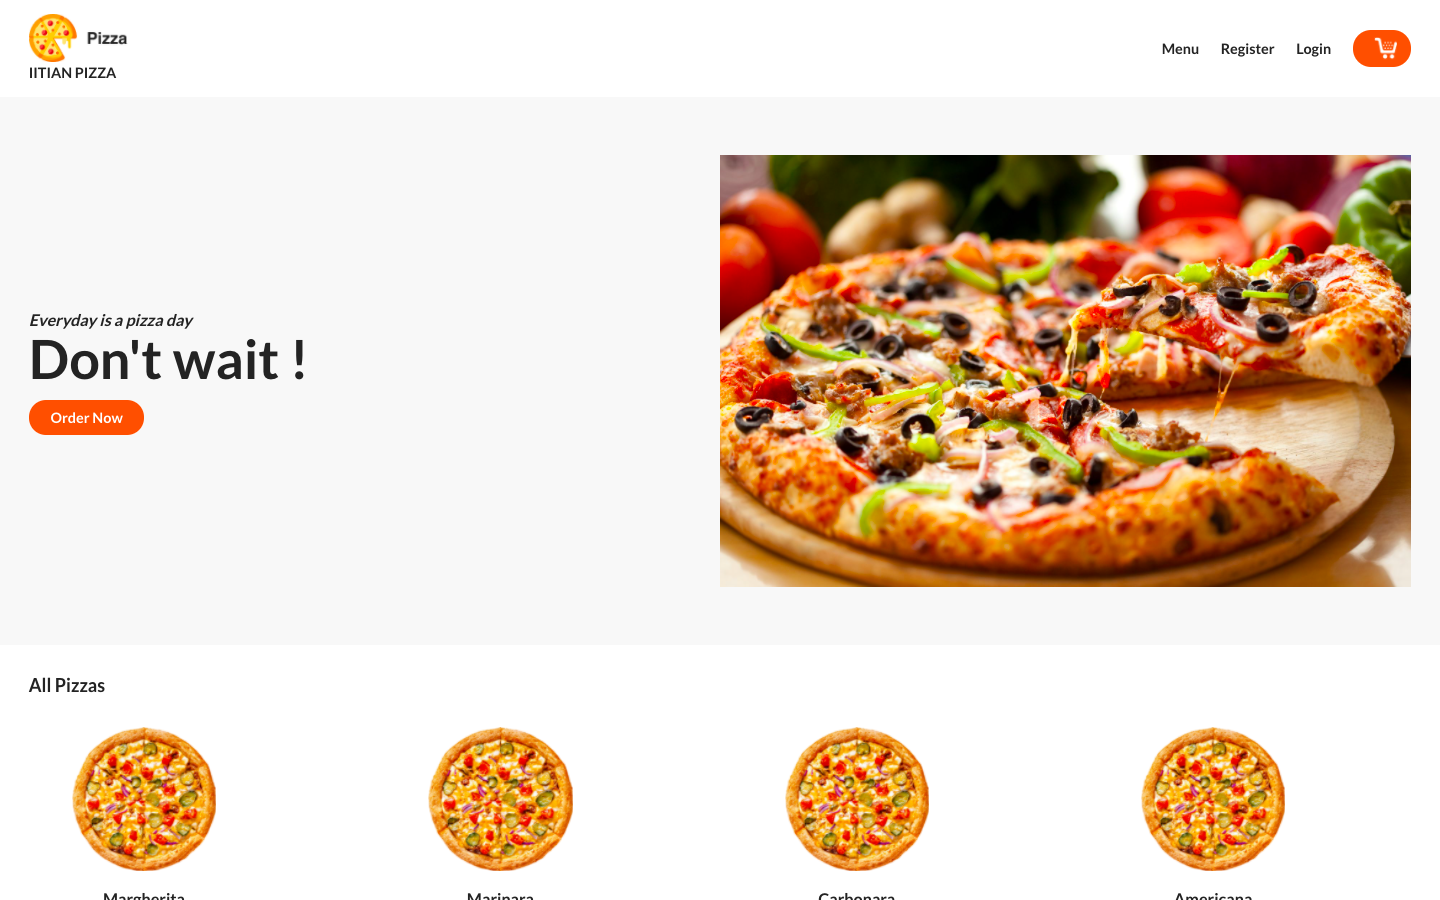 Pizza
IITIAN PIZZA
Menu Register Login
Everyday is a pizza day
Don't wait !
Order Now
All Pizzas
Margherita Marinara Carbonara Americana